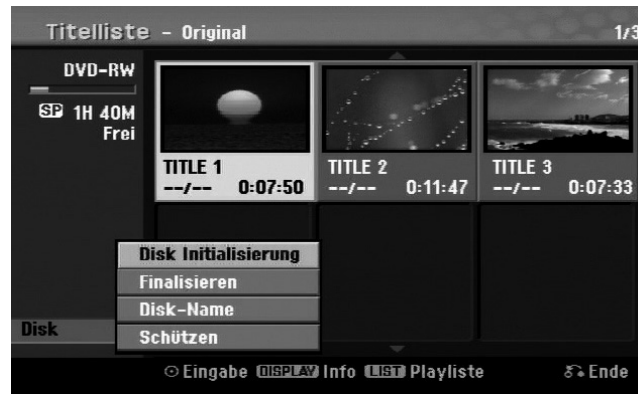 Titelliste - Original 1/3
DVD-RW
SP 1H 40M
Frei
TITLE 1
--/-- 0:07:50
TITLE 2
--/-- 0:11:47
TITLE 3
--/-- 0:07:33
Disk
Disk Initialisierung
Finalisieren
Disk-Name
Schützen
Eingabe DISPLAY Info LIST Playliste Ende